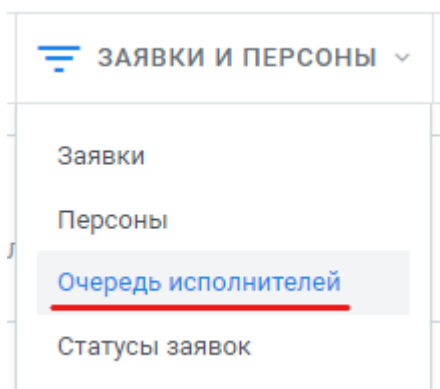 ЗАЯВКИ И ПЕРСОНЫ
Заявки
Персоны
Очередь исполнителей
Статусы заявок